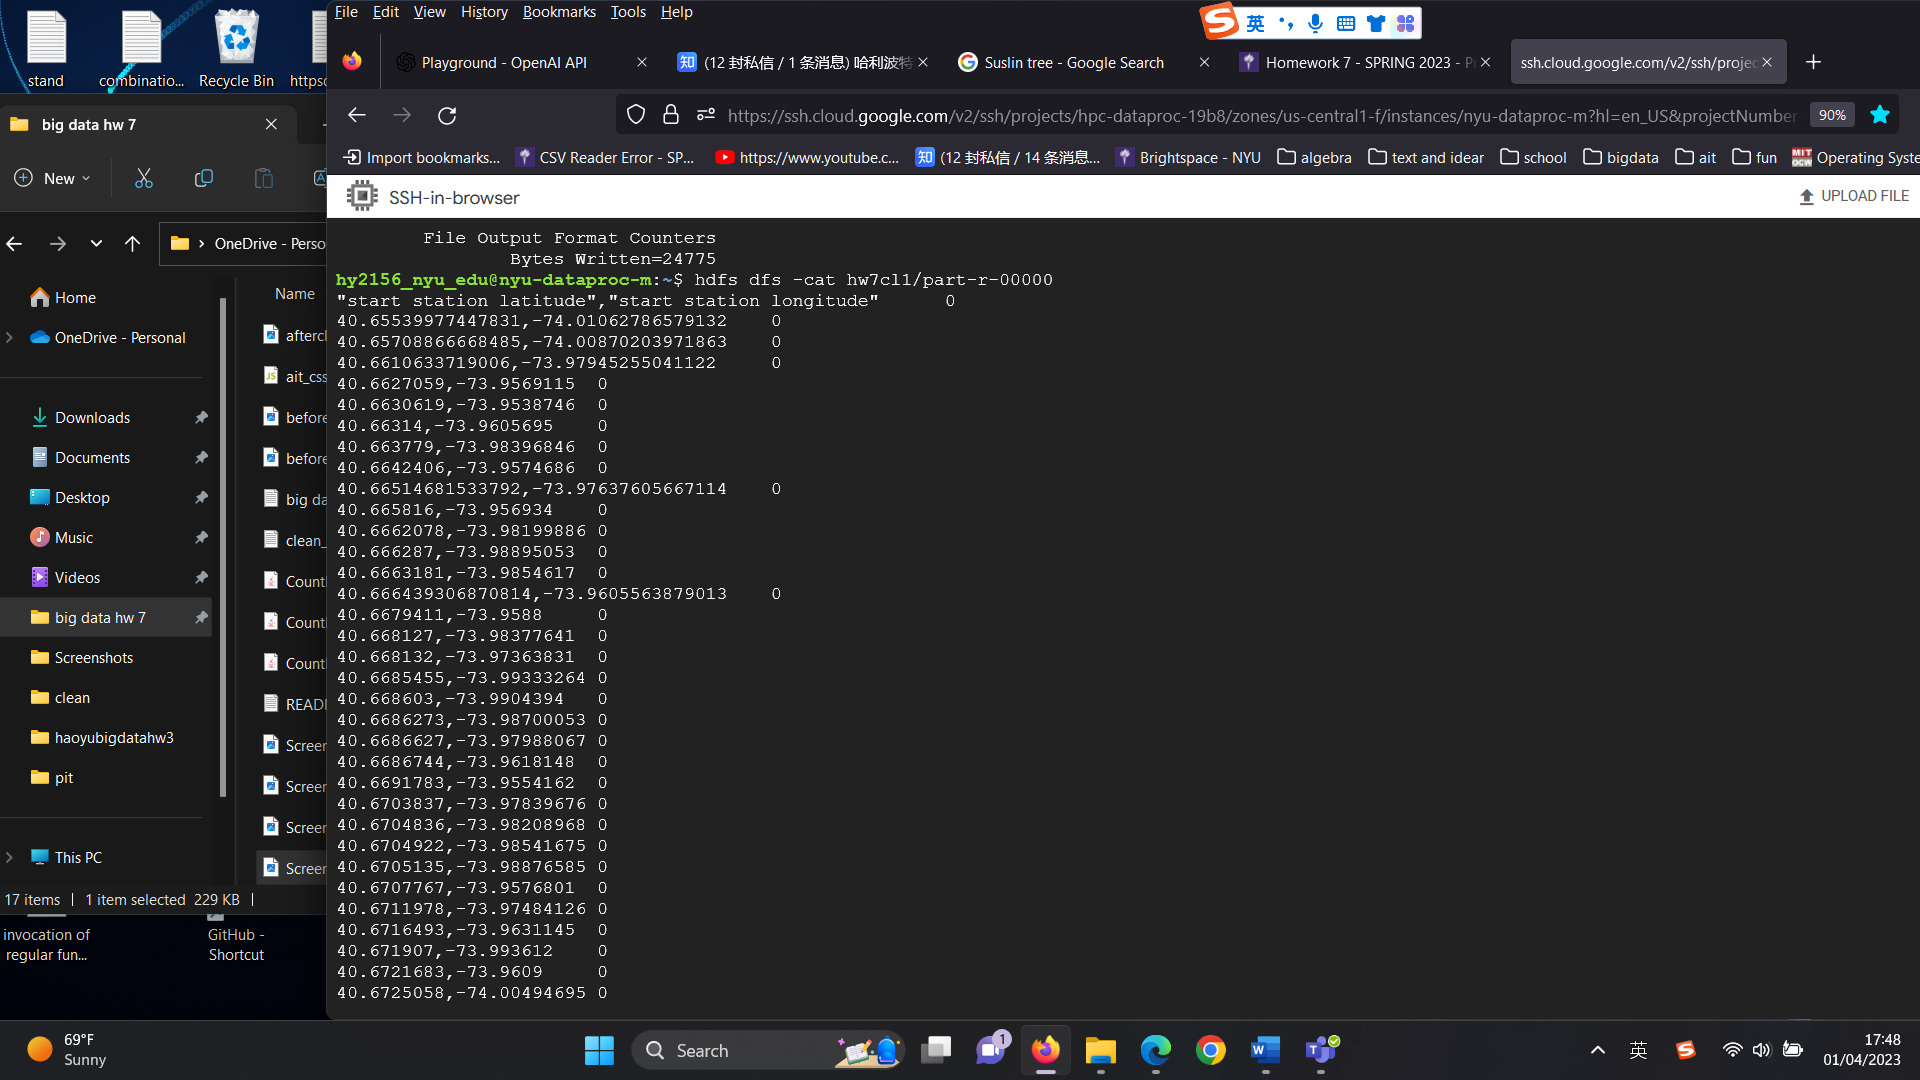 stand
combinatio...
Recycle Bin
httpsc
big data hw 7
New
OneDrive - Perso
Home
OneDrive - Personal
Downloads
Documents
Desktop
Music
Videos
big data hw 7
Screenshots
clean
haoyubigdatahw3
pit
This PC
Name
aftercl
ait_css
before
before
big da
clean_
Count
Count
Count
READI
Screer
Screer
Screer
Screer
17 items | 1 item selected 229 KB |
invocation of
regular fun...
GitHub -
Shortcut
File Edit View History Bookmarks Tools Help
英
Playground - OpenAI API
(12 封私信 / 1 条消息) 哈利波特
Suslin tree - Google Search
Homework 7 - SPRING 2023 - P
ssh.cloud.google.com/v2/ssh/projec
https://ssh.cloud.google.com/v2/ssh/projects/hpc-dataproc-19b8/zones/us-central1-f/instances/nyu-dataproc-m?hl=en_US&projectNumber
90%
Import bookmarks...
CSV Reader Error - SP...
https://www.youtube.c...
(12 封私信 / 14 条消息...
Brightspace - NYU
algebra
text and idear
school
bigdata
ait
fun
Operating Syste
SSH-in-browser
UPLOAD FILE
File Output Format Counters
Bytes Written=24775
hy2156_nyu_edu@nyu-dataproc-m:~$ hdfs dfs -cat hw7cl1/part-r-00000
"start station latitude","start station longitude" 0
40.65539977447831,-74.01062786579132 0
40.65708866668485,-74.00870203971863 0
40.6610633719006,-73.97945255041122 0
40.6627059,-73.9569115 0
40.6630619,-73.9538746 0
40.66314,-73.9605695 0
40.663779,-73.98396846 0
40.6642406,-73.9574686 0
40.66514681533792,-73.97637605667114 0
40.665816,-73.956934 0
40.6662078,-73.98199886 0
40.666287,-73.98895053 0
40.6663181,-73.9854617 0
40.666439306870814,-73.9605563879013 0
40.6679411,-73.9588 0
40.668127,-73.98377641 0
40.668132,-73.97363831 0
40.6685455,-73.99333264 0
40.668603,-73.9904394 0
40.6686273,-73.98700053 0
40.6686627,-73.97988067 0
40.6686744,-73.9618148 0
40.6691783,-73.9554162 0
40.6703837,-73.97839676 0
40.6704836,-73.98208968 0
40.6704922,-73.98541675 0
40.6705135,-73.98876585 0
40.6707767,-73.9576801 0
40.6711978,-73.97484126 0
40.6716493,-73.9631145 0
40.671907,-73.993612 0
40.6721683,-73.9609 0
40.6725058,-74.00494695 0
69°F
Sunny
Search
1
英
17:48
01/04/2023